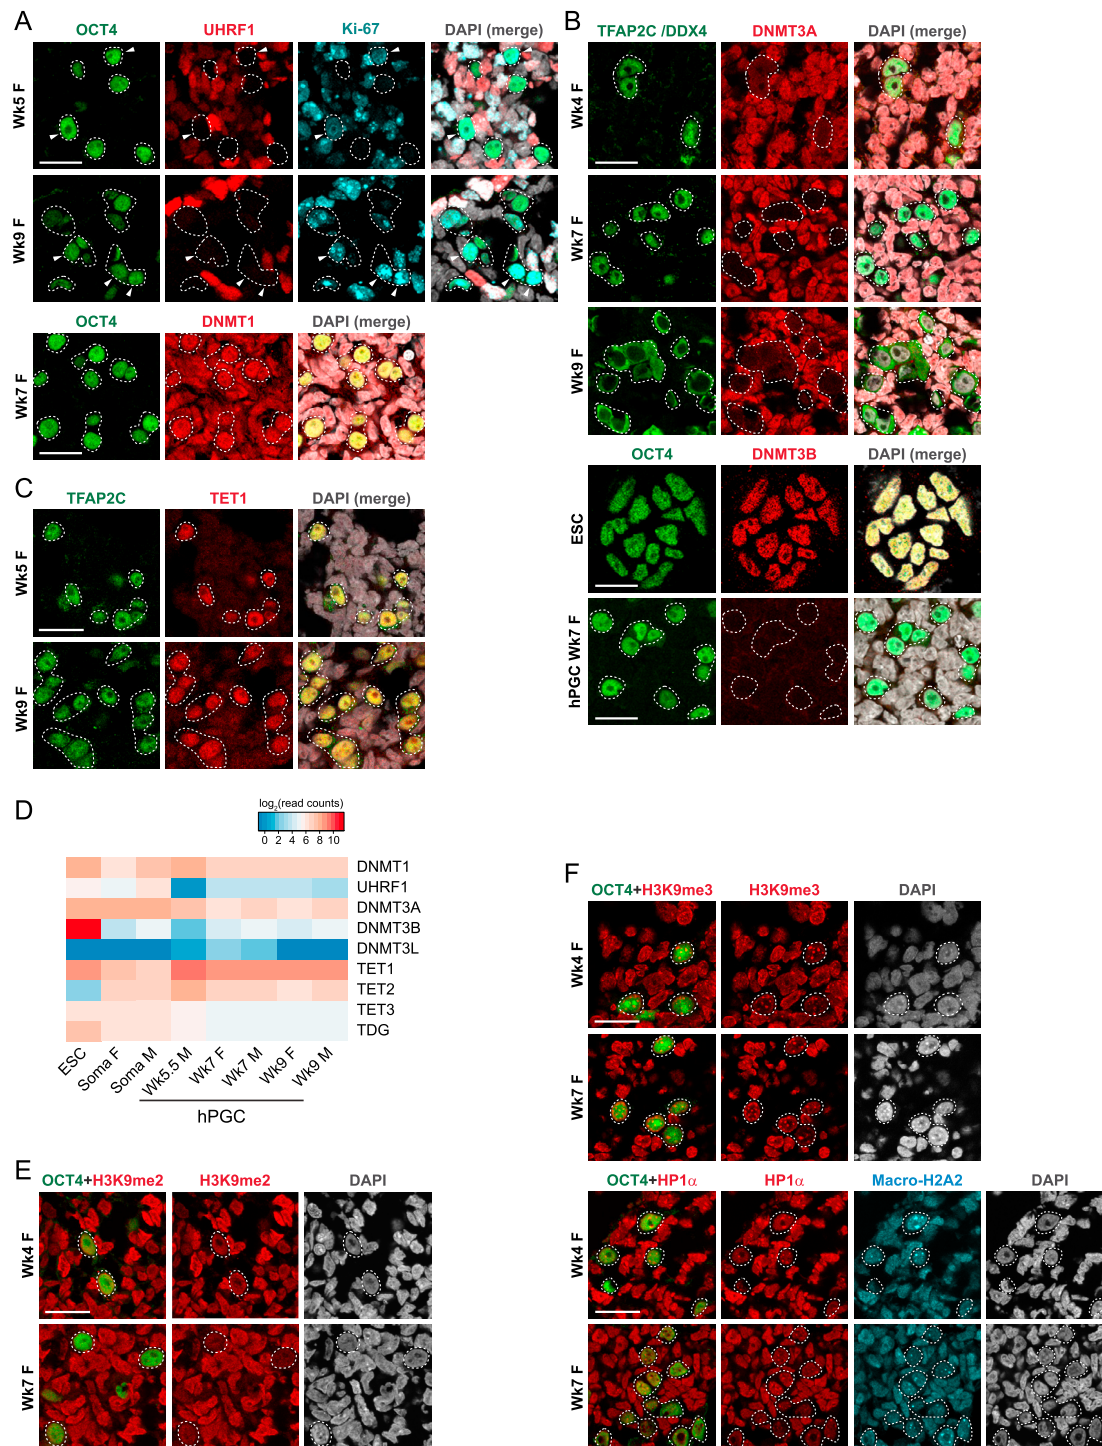 A
OCT4 UHRF1 Ki-67 DAPI (merge)
Wk5 F
Wk9 F
OCT4 DNMT1 DAPI (merge)
Wk7 F
B
TFAP2C /DDX4 DNMT3A DAPI (merge)
Wk4 F
Wk7 F
Wk9 F
OCT4 DNMT3B DAPI (merge)
ESC
hPGC Wk7 F
C
TFAP2C TET1 DAPI (merge)
Wk5 F
Wk9 F
D
log2(read counts)
0 2 4 6 8 10
DNMT1
UHRF1
DNMT3A
DNMT3B
DNMT3L
TET1
TET2
TET3
TDG
ESC Soma F Soma M Wk5.5 M Wk7 F Wk7 M Wk9 F Wk9 M
hPGC
E
OCT4+H3K9me2 H3K9me2 DAPI
Wk4 F
Wk7 F
F
OCT4+H3K9me3 H3K9me3 DAPI
Wk4 F
Wk7 F
OCT4+HP1α HP1α Macro-H2A2 DAPI
Wk4 F
Wk7 F